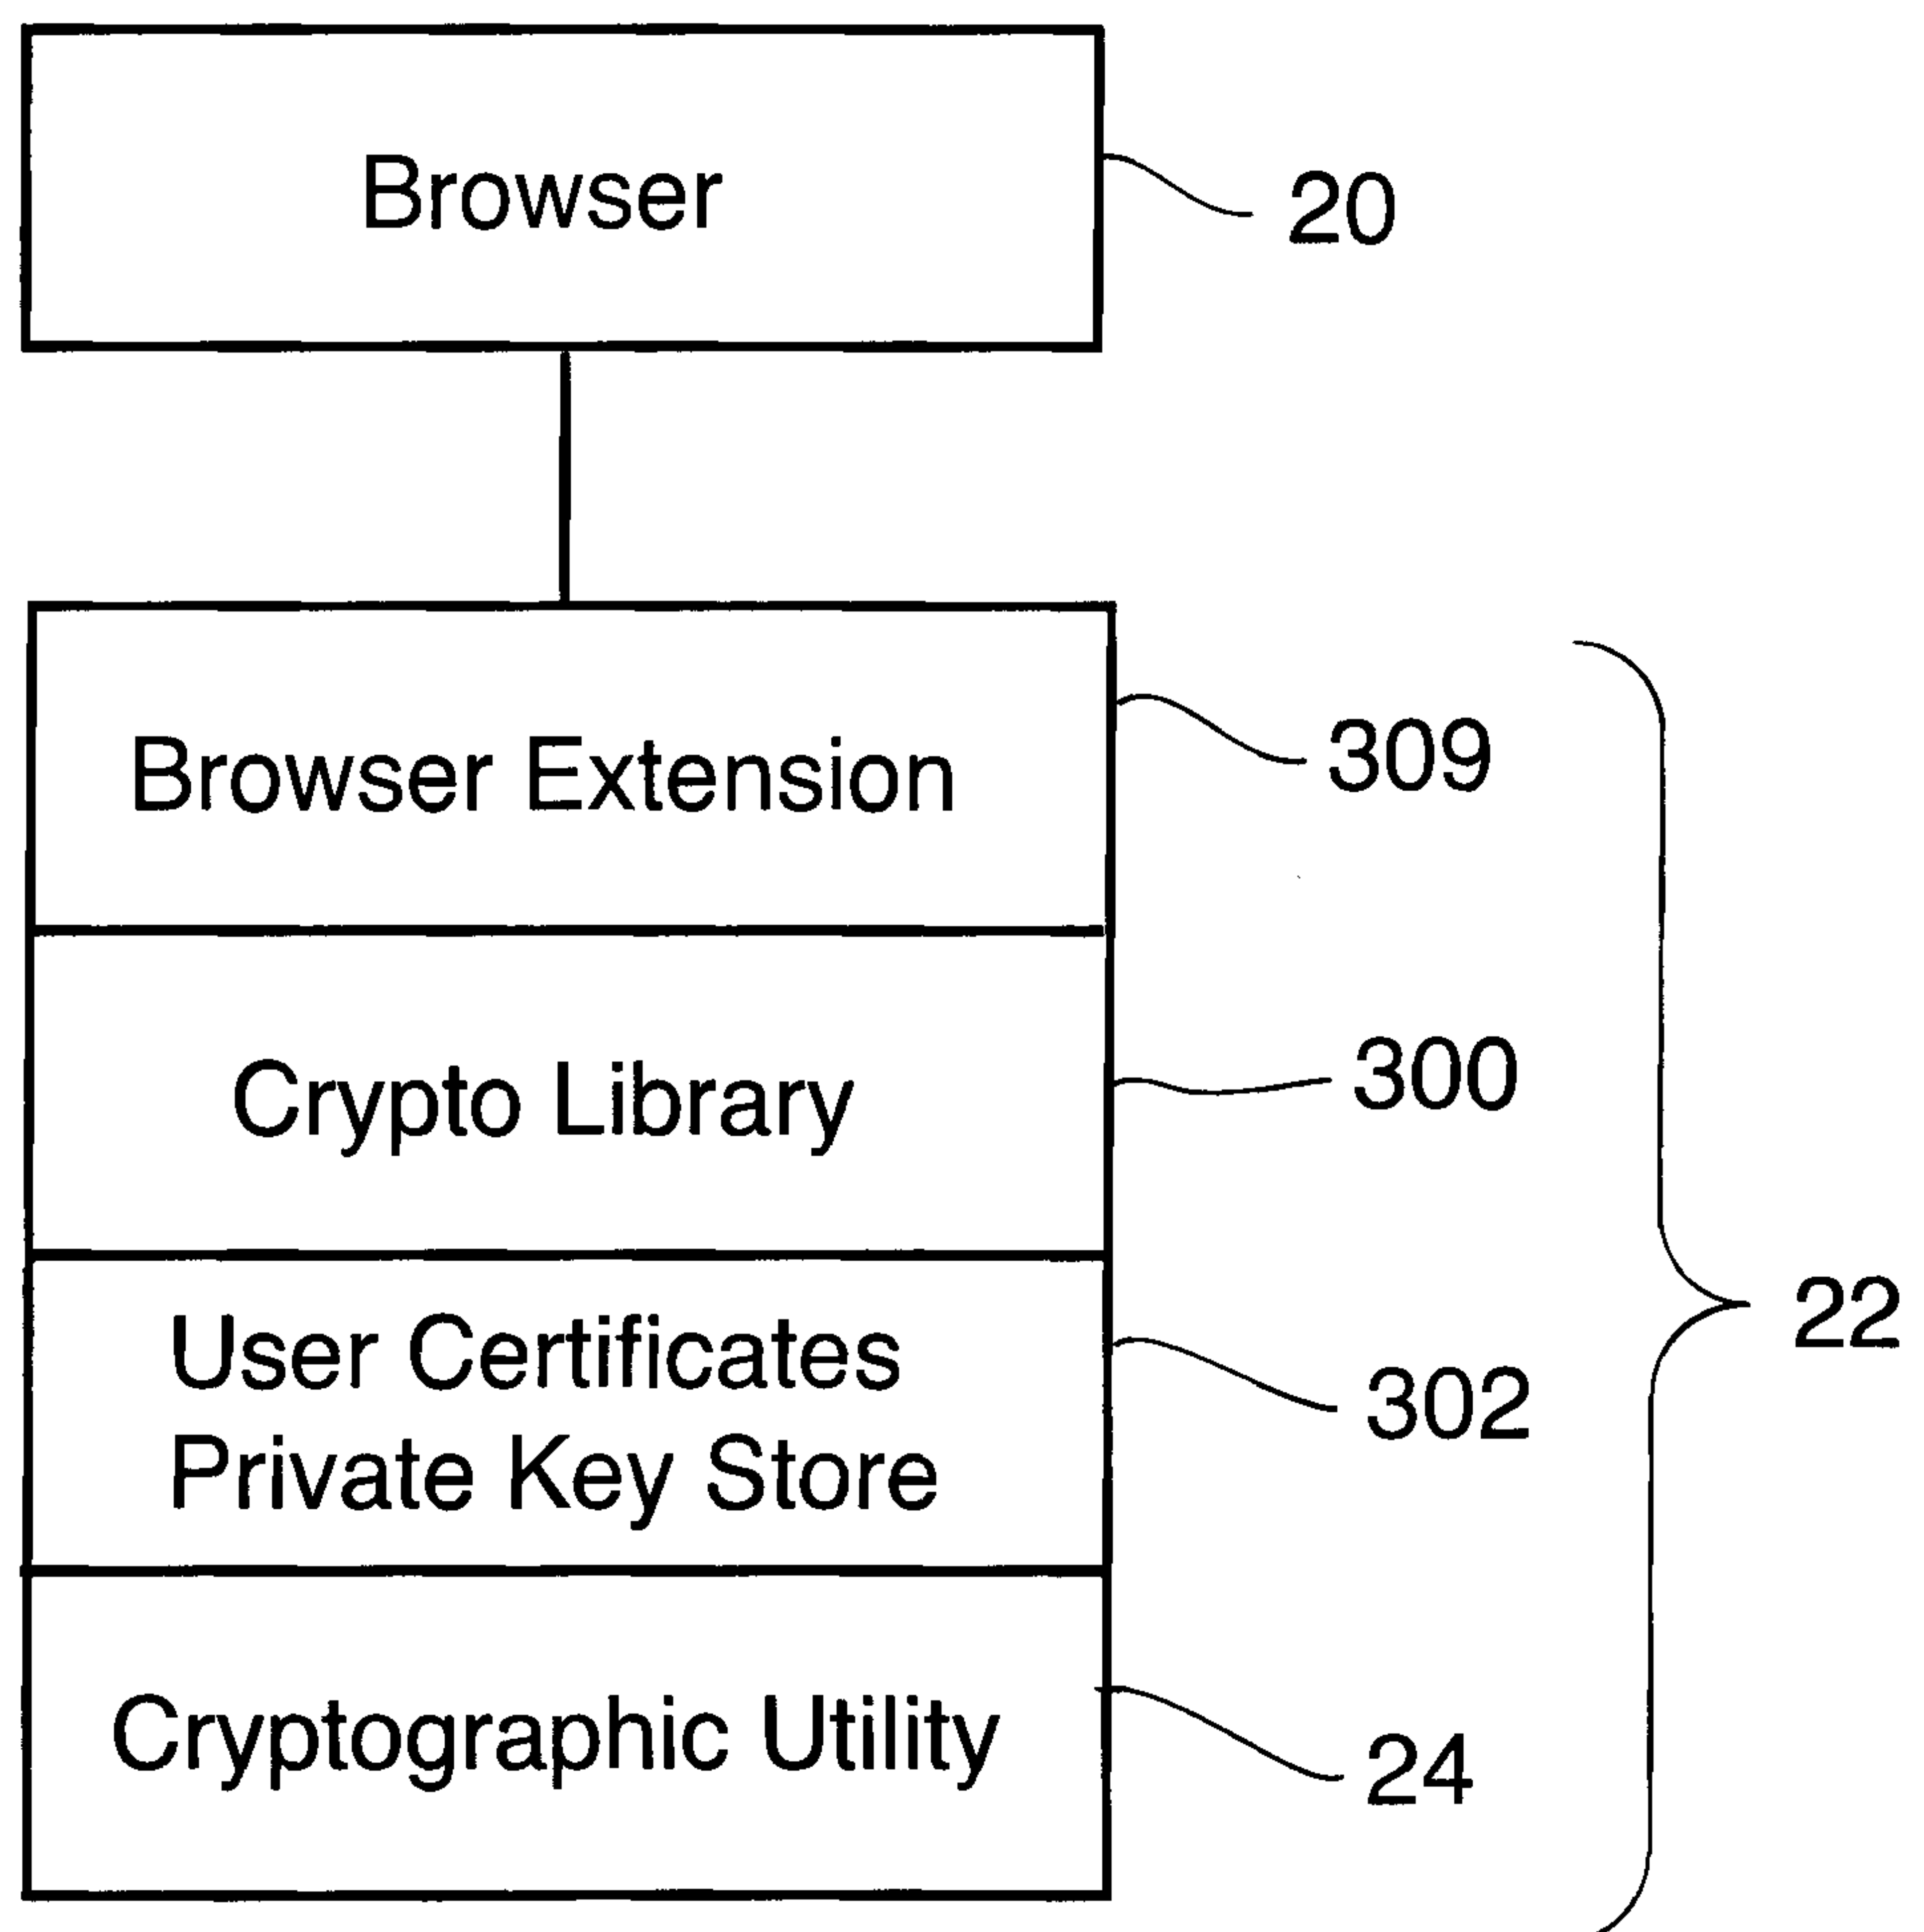 Browser
20
Browser Extension
309
Crypto Library
300
User Certificates
Private Key Store
302
22
Cryptographic Utility
24